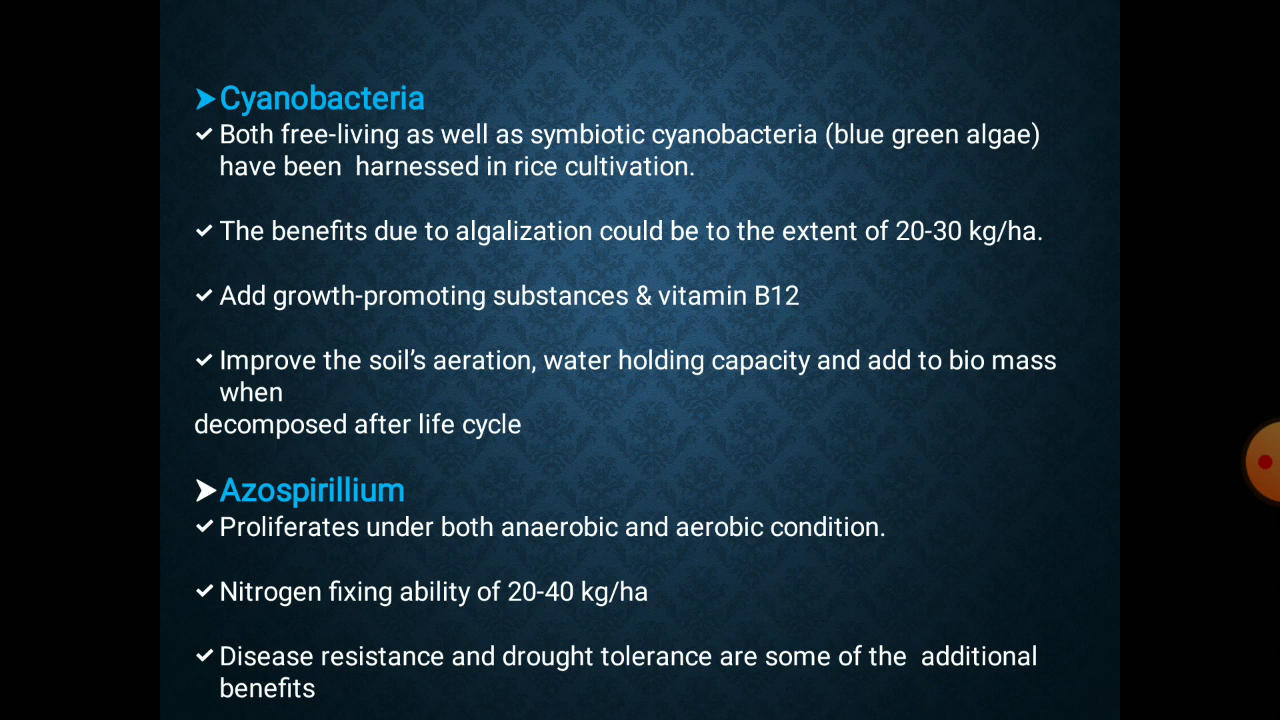 ➤Cyanobacteria
✓ Both free-living as well as symbiotic cyanobacteria (blue green algae)
have been  harnessed in rice cultivation.
✓ The benefits due to algalization could be to the extent of 20-30 kg/ha.
✓ Add growth-promoting substances & vitamin B12
✓ Improve the soil’s aeration, water holding capacity and add to bio mass
when
decomposed after life cycle
➤Azospirillium
✓ Proliferates under both anaerobic and aerobic condition.
✓ Nitrogen fixing ability of 20-40 kg/ha
✓ Disease resistance and drought tolerance are some of the  additional
benefits